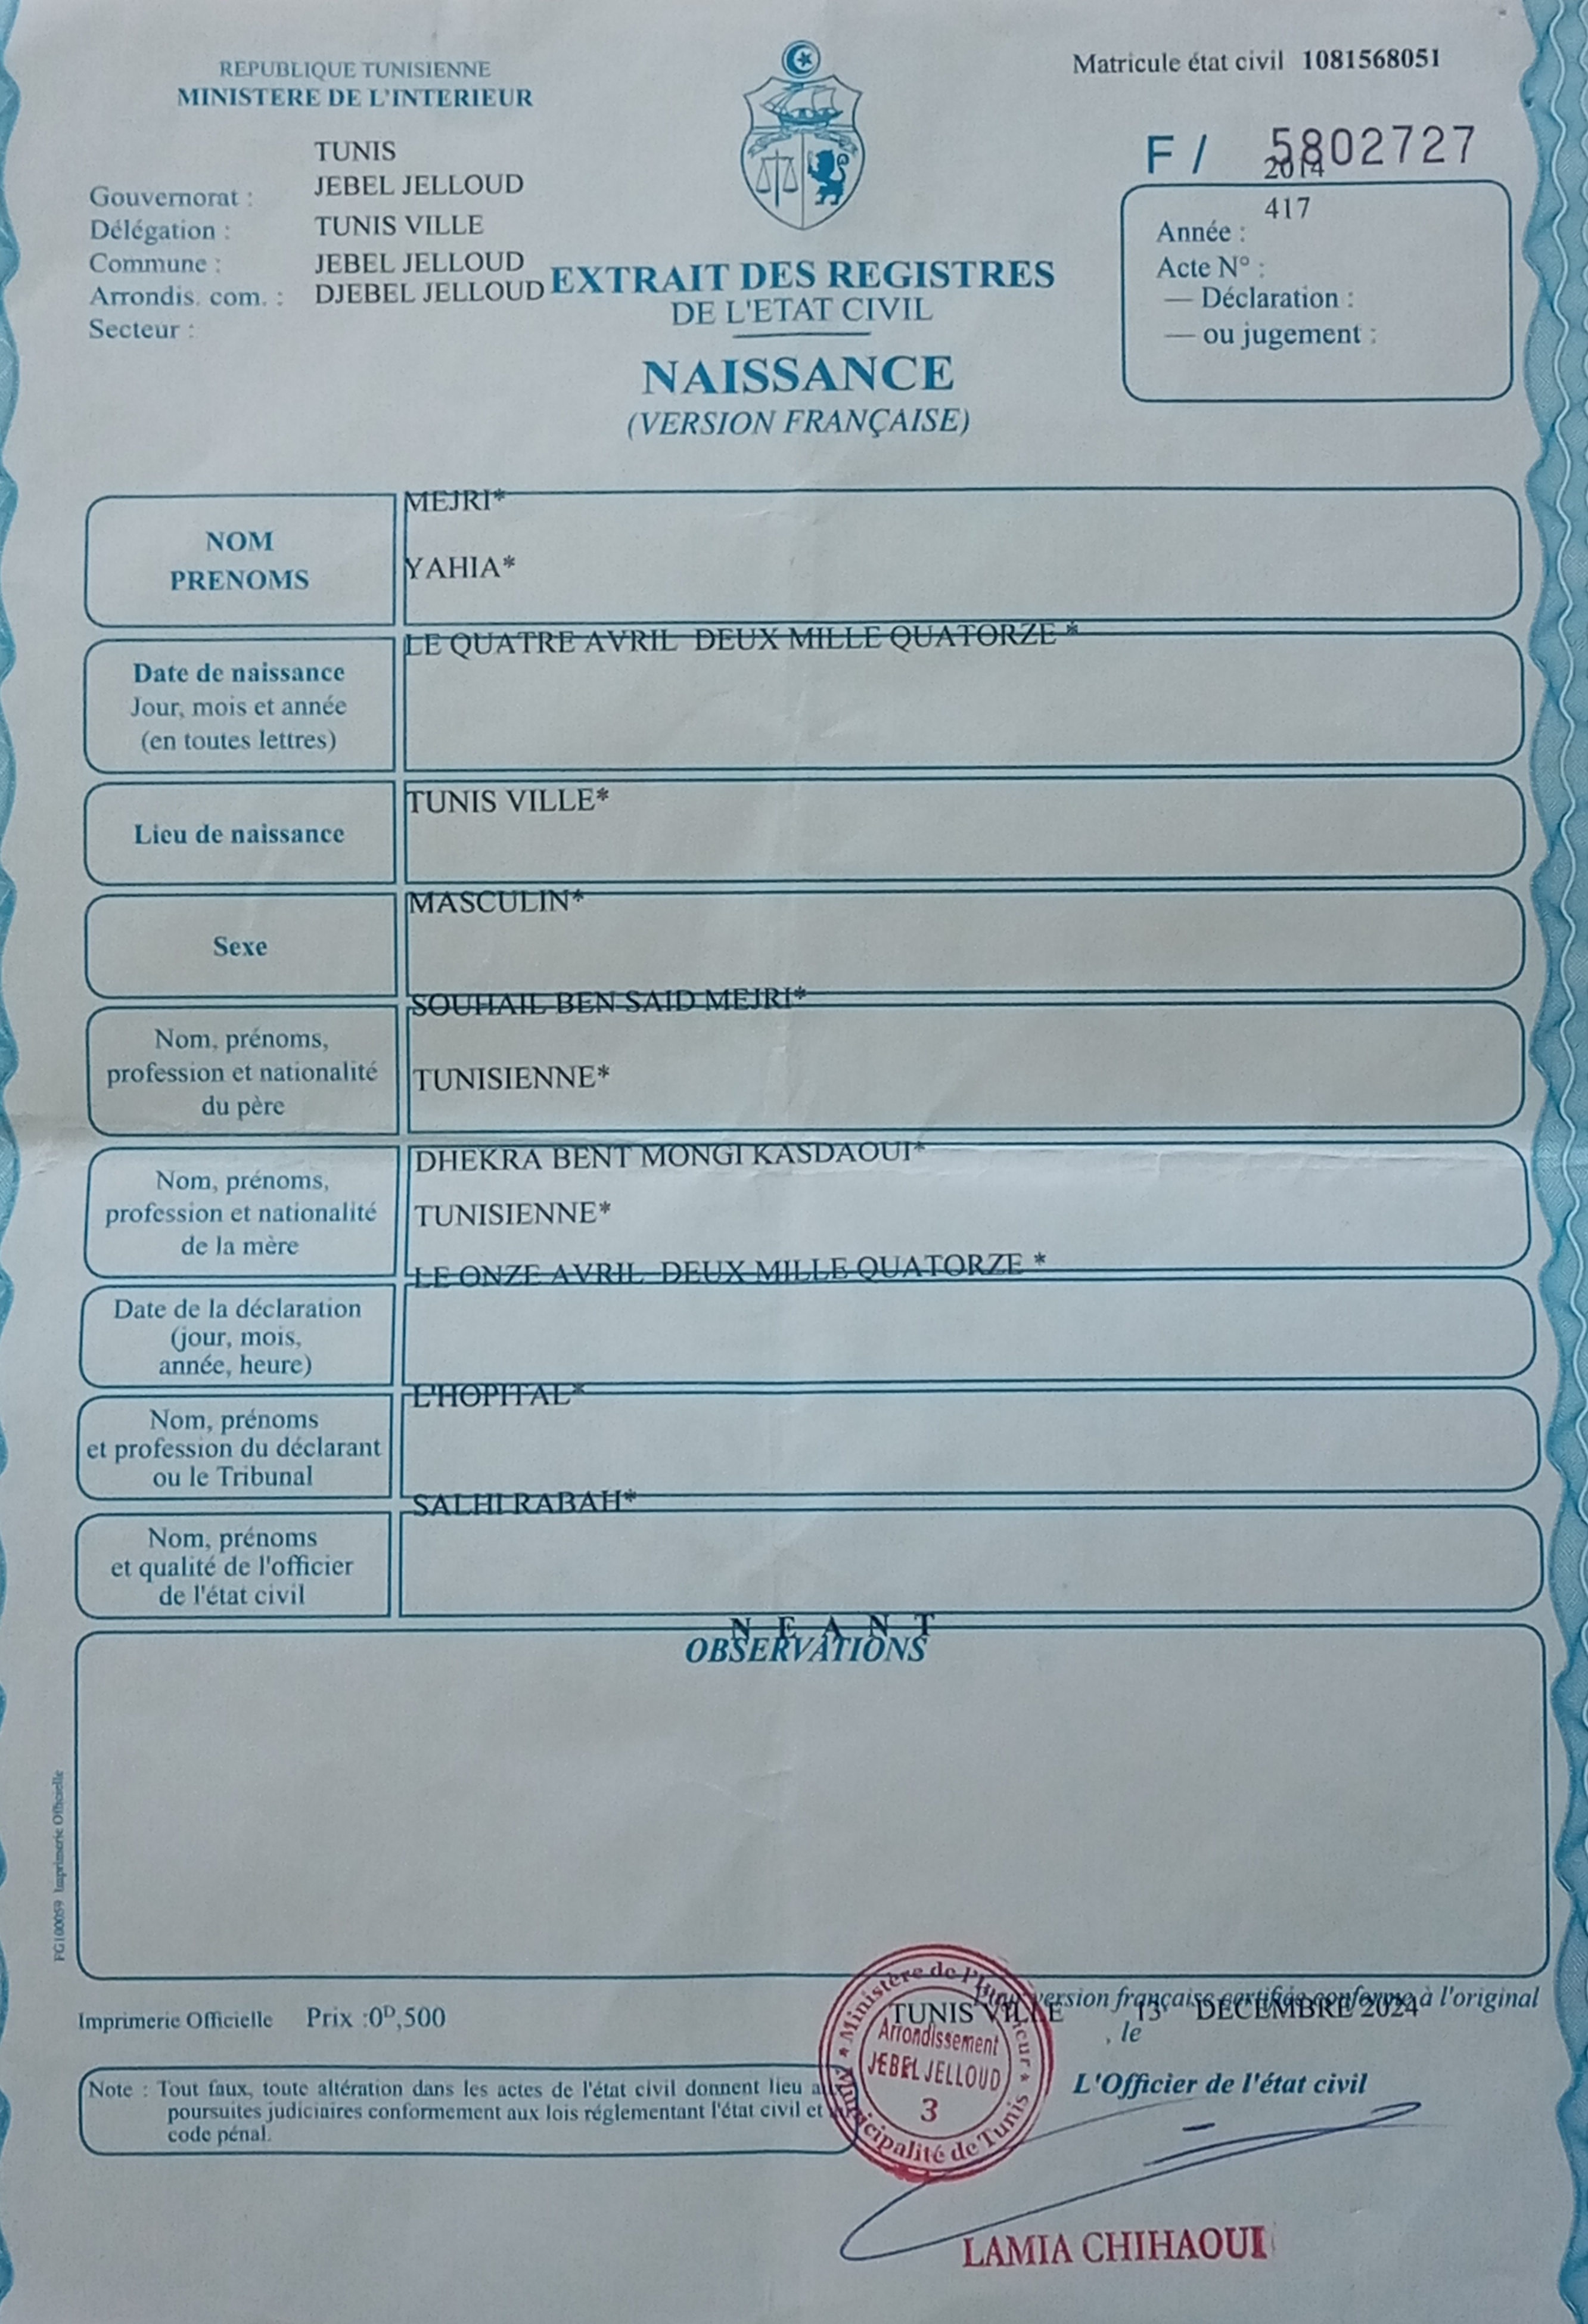 REPUBLIQUE TUNISIENNE
MINISTERE DE L'INTERIEUR
Matricule état civil 1081568051
F / 5802727
TUNIS
JEBEL JELLOUD
TUNIS VILLE
JEBEL JELLOUD
DJEBEL JELLOUD
Gouvernorat :
Délégation :
Commune :
Arrondis. com. :
Secteur :
2014
417
Année :
Acte N° :
— Déclaration :
— ou jugement :
EXTRAIT DES REGISTRES
DE L'ETAT CIVIL
NAISSANCE
(VERSION FRANÇAISE)
NOM
PRENOMS
MEJRI*
YAHIA*
Date de naissance
Jour, mois et année
(en toutes lettres)
LE QUATRE AVRIL DEUX MILLE QUATORZE *
Lieu de naissance
TUNIS VILLE*
Sexe
MASCULIN*
Nom, prénoms,
profession et nationalité
du père
SOUHAIL BEN SAID MEJRI*
TUNISIENNE*
Nom, prénoms,
profession et nationalité
de la mère
DHEKRA BENT MONGI KASDAOUI*
TUNISIENNE*
Date de la déclaration
(jour, mois,
année, heure)
LE ONZE AVRIL DEUX MILLE QUATORZE *
Nom, prénoms
et profession du déclarant
ou le Tribunal
L'HOPITAL*
Nom, prénoms
et qualité de l'officier
de l'état civil
SALHI RABAH*
N E A N T
OBSERVATIONS
FG100059 Imprimerie Officielle
Imprimerie Officielle Prix :0D,500
Pour version française certifiée conforme à l'original
TUNIS VILLE 13 DECEMBRE 2024
, le
L'Officier de l'état civil
Note : Tout faux, toute altération dans les actes de l'état civil donnent lieu aux
poursuites judiciaires conformement aux lois réglementant l'état civil et
code pénal.
Ministère de l'Intérieur
Arrondissement
JEBEL JELLOUD
3
Municipalité de Tunis
LAMIA CHIHAOUI